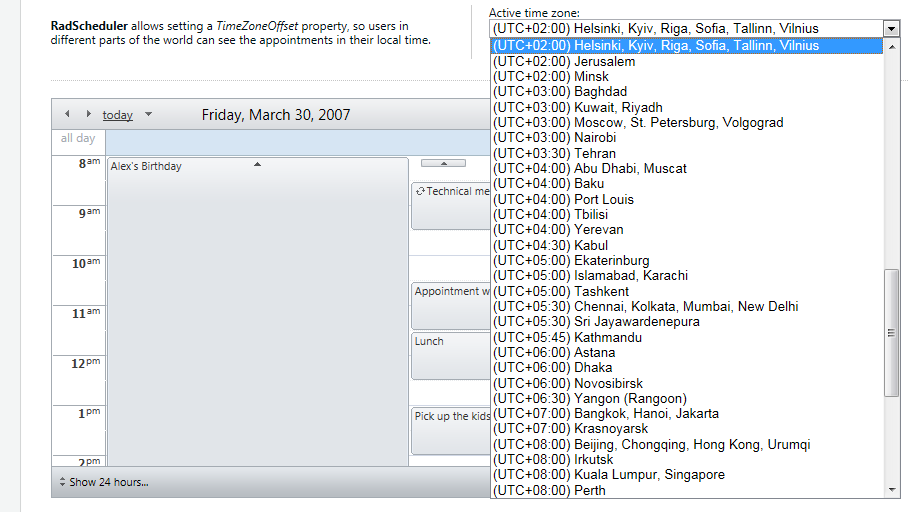 RadScheduler allows setting a TimeZoneOffset property, so users in
different parts of the world can see the appointments in their local time.
Active time zone:
(UTC+02:00) Helsinki, Kyiv, Riga, Sofia, Tallinn, Vilnius
(UTC+02:00) Helsinki, Kyiv, Riga, Sofia, Tallinn, Vilnius
(UTC+02:00) Jerusalem
(UTC+02:00) Minsk
(UTC+03:00) Baghdad
(UTC+03:00) Kuwait, Riyadh
(UTC+03:00) Moscow, St. Petersburg, Volgograd
(UTC+03:00) Nairobi
(UTC+03:30) Tehran
(UTC+04:00) Abu Dhabi, Muscat
(UTC+04:00) Baku
(UTC+04:00) Port Louis
(UTC+04:00) Tbilisi
(UTC+04:00) Yerevan
(UTC+04:30) Kabul
(UTC+05:00) Ekaterinburg
(UTC+05:00) Islamabad, Karachi
(UTC+05:00) Tashkent
(UTC+05:30) Chennai, Kolkata, Mumbai, New Delhi
(UTC+05:30) Sri Jayawardenepura
(UTC+05:45) Kathmandu
(UTC+06:00) Astana
(UTC+06:00) Dhaka
(UTC+06:00) Novosibirsk
(UTC+06:30) Yangon (Rangoon)
(UTC+07:00) Bangkok, Hanoi, Jakarta
(UTC+07:00) Krasnoyarsk
(UTC+08:00) Beijing, Chongqing, Hong Kong, Urumqi
(UTC+08:00) Irkutsk
(UTC+08:00) Kuala Lumpur, Singapore
(UTC+08:00) Perth
today
Friday, March 30, 2007
all day
8am
Alex's Birthday
Technical me
9am
10am
Appointment w
11am
Lunch
12pm
1pm
Pick up the kids
2pm
Show 24 hours...